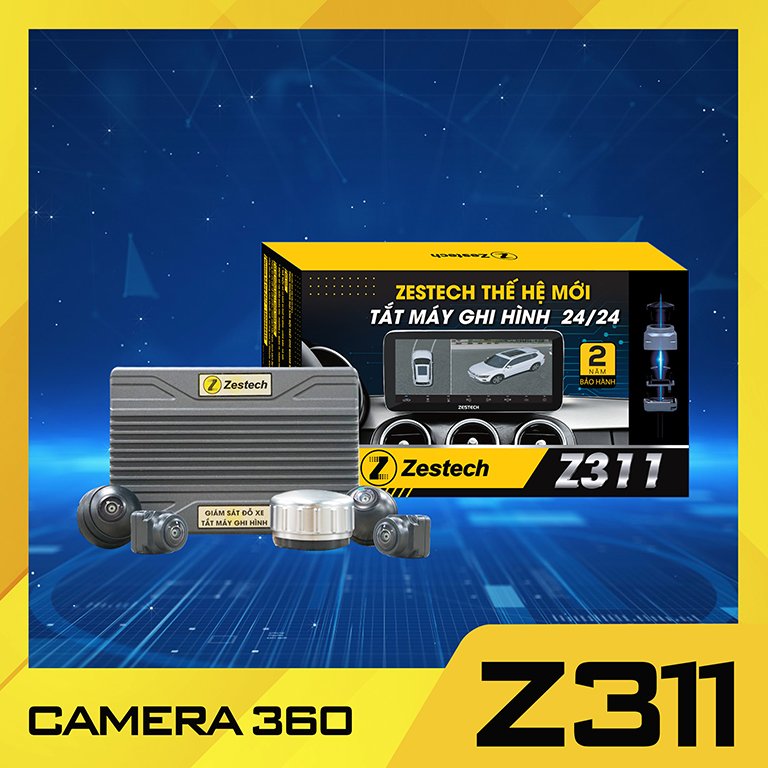 Zestech
ZESTECH THẾ HỆ MỚI
TẮT MÁY GHI HÌNH 24/24
2
NĂM
BẢO HÀNH
ZESTECH
Zestech
Z311
Zestech
GIÁM SÁT ĐỖ XE
TẮT MÁY GHI HÌNH
CAMERA 360
Z311